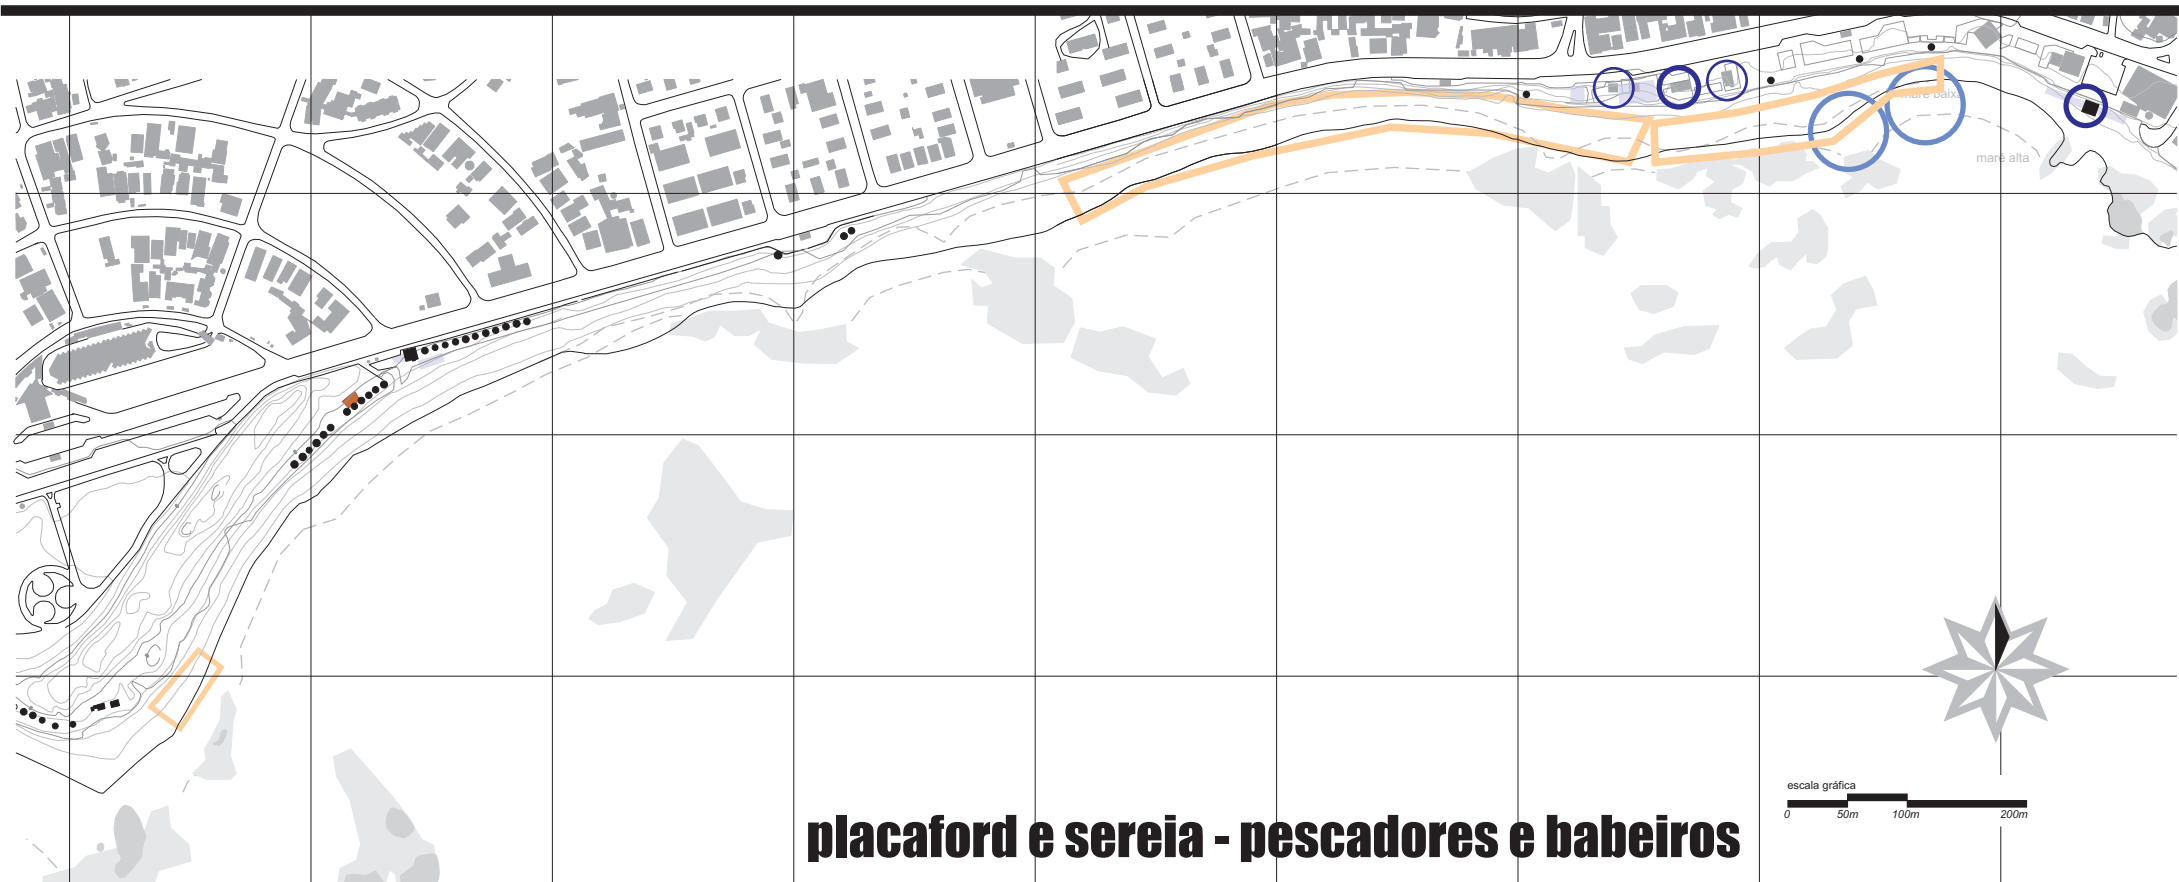 maré baixa
maré alta
escala gráfica
0 50m 100m 200m
placaford e sereia - pescadores e babeiros